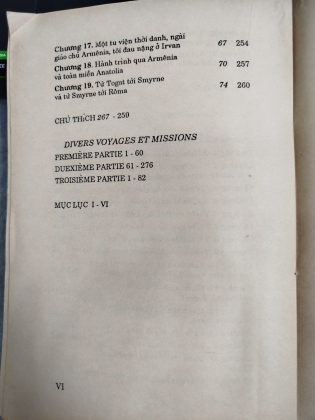 Chương 17. Một tu viện thời danh, ngài
giáo chủ Armênia, tôi đau nặng ở Irvan 67 254
Chương 18. Hành trình qua Armênia
và toàn miền Anatolia 70 257
Chương 19. Từ Togat tới Smyrne
và từ Smyrne tới Rôma 74 260
CHÚ THÍCH 267 - 259
DIVERS VOYAGES ET MISSIONS
PREMIÈRE PARTIE 1 - 60
DUEXIÈME PARTIE 61 - 276
TROISIÈME PARTIE 1 - 82
MỤC LỤC I - VI
VI